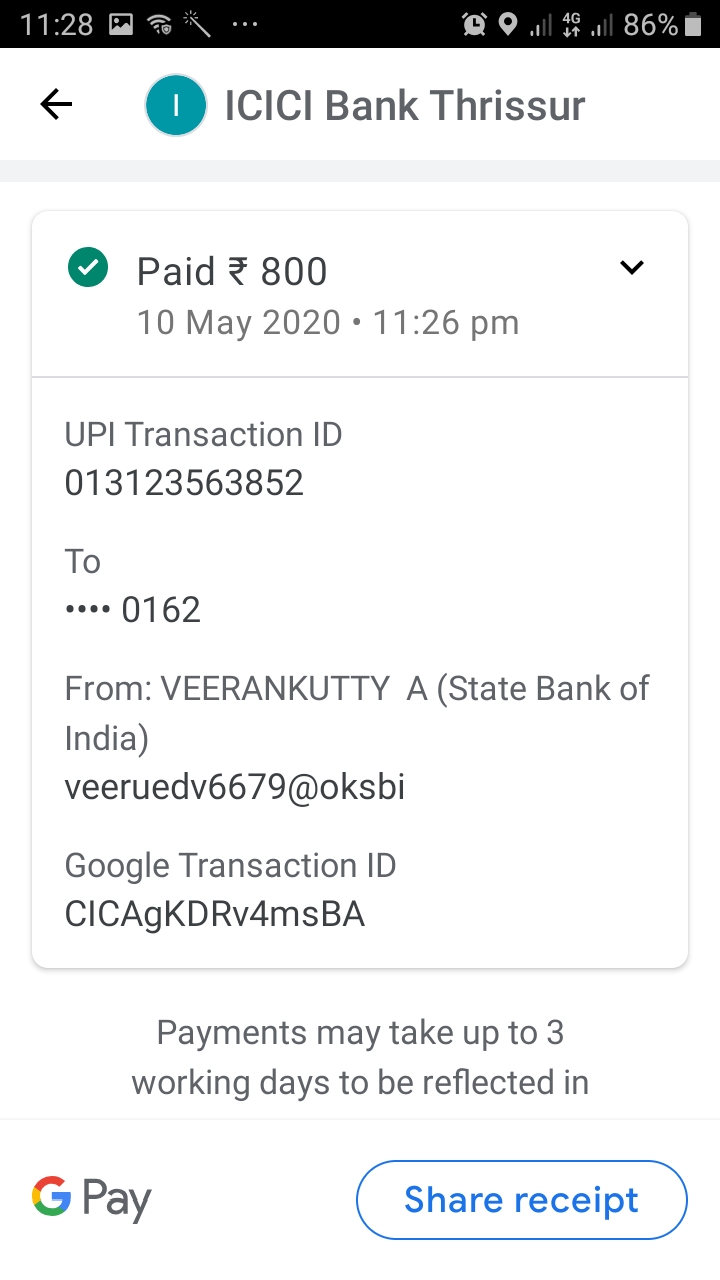 11:28 ... 4G 86%
I ICICI Bank Thrissur
Paid ₹ 800
10 May 2020 • 11:26 pm
UPI Transaction ID
013123563852
To
•••• 0162
From: VEERANKUTTY  A (State Bank of
India)
veeruedv6679@oksbi
Google Transaction ID
CICAgKDRv4msBA
Payments may take up to 3
working days to be reflected in
G Pay Share receipt